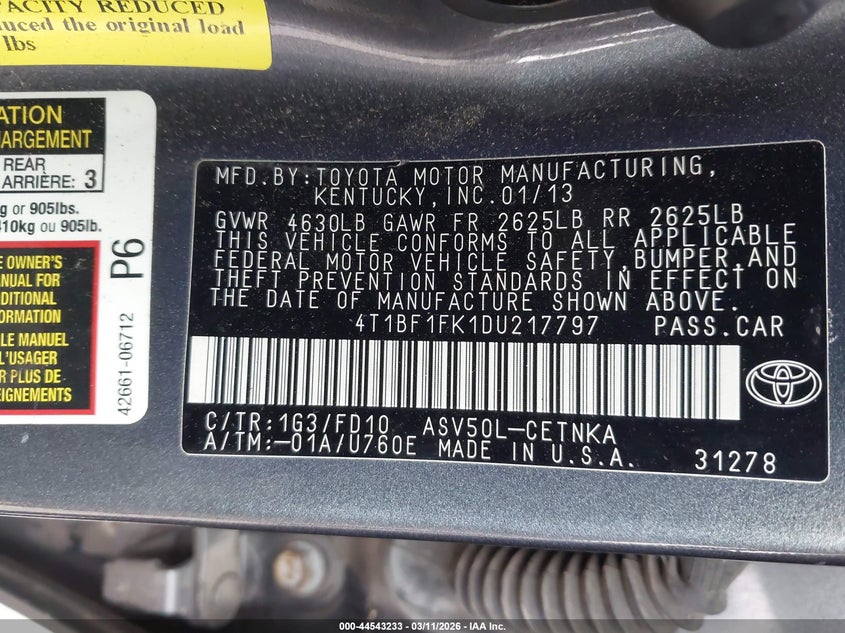 ACITY REDUCED
uced the original load
lbs
ATION
HARGEMENT
REAR
ARRIÈRE: 3
g or 905lbs.
410kg ou 905lb.
E OWNER'S
ANUAL FOR
DITIONAL
ORMATION
LE MANUEL
L'USAGER
R PLUS DE
EIGNEMENTS
P6
42661-06712
MFD.BY:TOYOTA MOTOR MANUFACTURING,
KENTUCKY,INC.01/13
GVWR 4630LB GAWR FR 2625LB RR 2625LB
THIS VEHICLE CONFORMS TO ALL APPLICABLE
FEDERAL MOTOR VEHICLE SAFETY,BUMPER,AND
THEFT PREVENTION STANDARDS IN EFFECT ON
THE DATE OF MANUFACTURE SHOWN ABOVE.
4T1BF1FK1DU217797 PASS.CAR
C/TR:1G3/FD10 ASV50L-CETNKA
A/TM:-01A/U760E MADE IN U.S.A. 31278
000-44543233 - 03/11/2026 - IAA Inc.